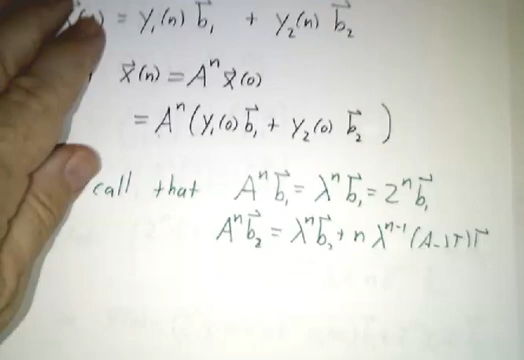 = y₁(n) b⃗₁ + y₂(n) b⃗₂
x⃗(n) = Aⁿ x⃗(0)
= Aⁿ (y₁(0) b⃗₁ + y₂(0) b⃗₂ )
call that Aⁿ b⃗₁ = λⁿ b⃗₁ = 2ⁿ b⃗₁
Aⁿ b⃗₂ = λⁿ b⃗₂ + n λⁿ⁻¹ (A-